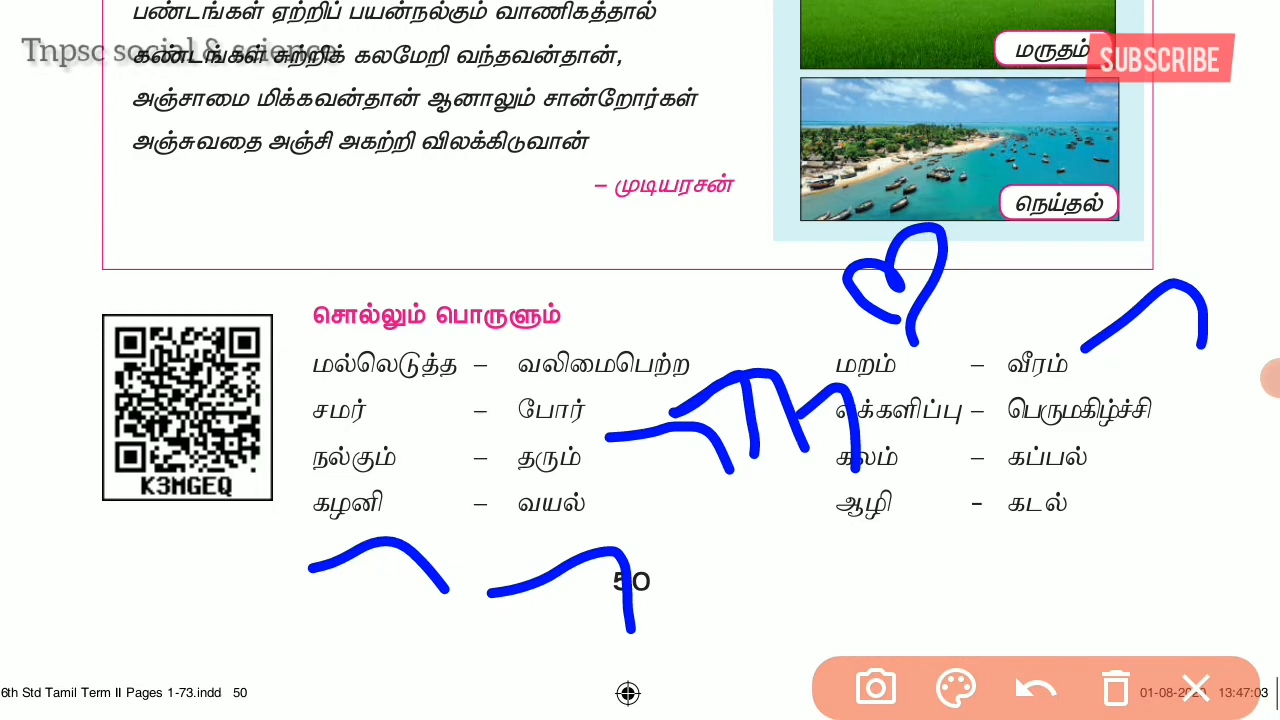 பண்டங்கள் ஏற்றிப் பயன்நல்கும் வாணிகத்தால்
Tnpsc social & science
கண்டங்கள் சுற்றிக் கலமேறி வந்தவன்தான்,
அஞ்சாமை மிக்கவன்தான் ஆனாலும் சான்றோர்கள்
அஞ்சுவதை அஞ்சி அகற்றி விலக்கிடுவான்
– முடியரசன்
மருதம்
SUBSCRIBE
நெய்தல்
சொல்லும் பொருளும்
மல்லெடுத்த – வலிமைபெற்ற மறம் – வீரம்
சமர் – போர் எக்களிப்பு – பெருமகிழ்ச்சி
நல்கும் – தரும் கலம் – கப்பல்
கழனி – வயல் ஆழி - கடல்
K3MGEQ
50
6th Std Tamil Term II Pages 1-73.indd 50 13:47:03